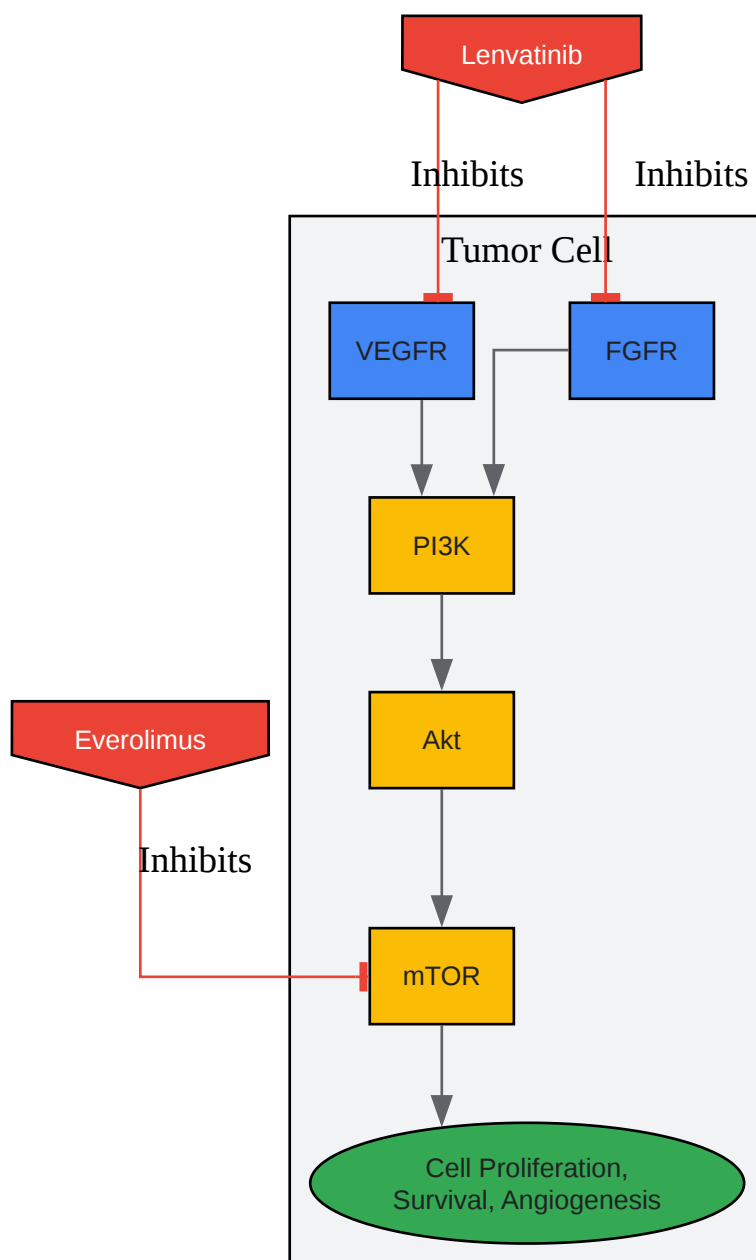 Lenvatinib
Inhibits
Inhibits
Tumor Cell
VEGFR
FGFR
PI3K
Akt
Everolimus
Inhibits
mTOR
Cell Proliferation,
Survival, Angiogenesis